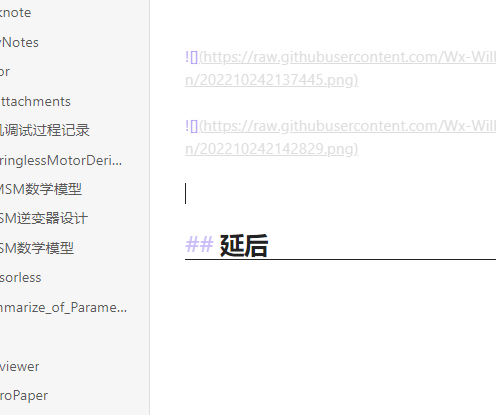 knote
yNotes
or
ttachments
几调试过程记录
ringlessMotorDeri...
MSM数学模型
SM逆变器设计
SM数学模型
sorless
nmarize_of_Parame...
viewer
roPaper
![](https://raw.githubusercontent.com/Wx-Will
n/202210242137445.png)
![](https://raw.githubusercontent.com/Wx-Will
n/202210242142829.png)
## 延后